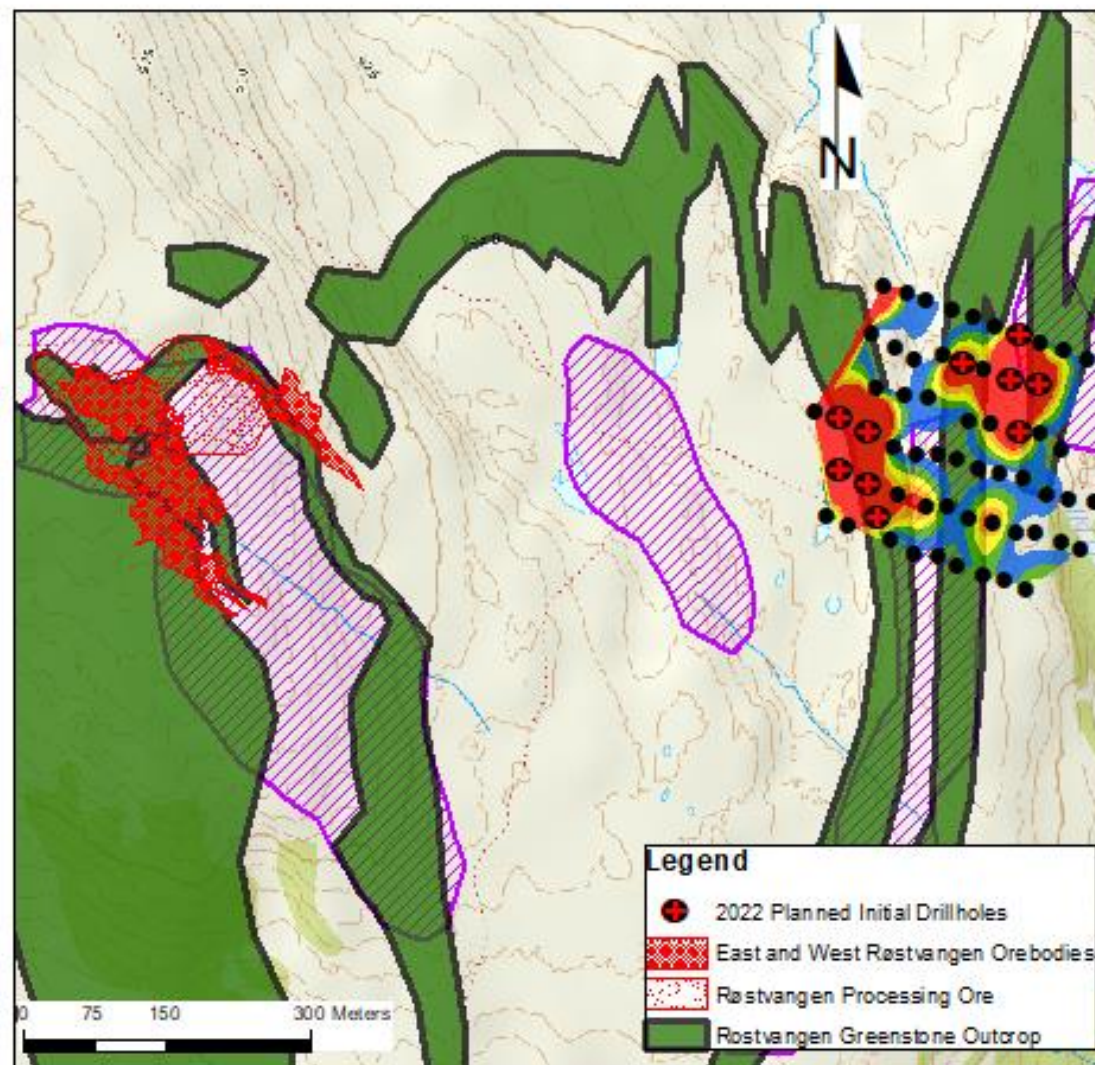 N
Legend
2022 Planned Initial Drillholes
East and West Røstvangen Orebodies
Røstvangen Processing Ore
Rostvangen Greenstone Outcrop
0 75 150 300 Meters